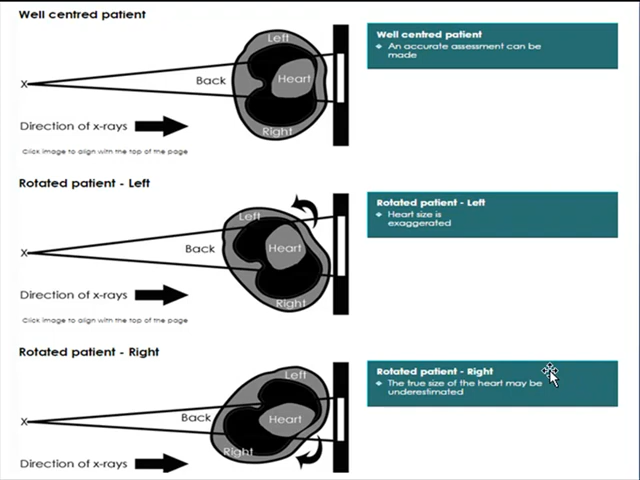 Well centred patient
Left
Back
Heart
X
Right
Direction of x-rays
Click image to align with the top of the page
Well centred patient
An accurate assessment can be
made
Rotated patient - Left
Left
Back
Heart
X
Right
Direction of x-rays
Click image to align with the top of the page
Rotated patient - Left
Heart size is
exaggerated
Rotated patient - Right
Left
Back
Heart
X
Right
Direction of x-rays
Rotated patient - Right
The true size of the heart may be
underestimated